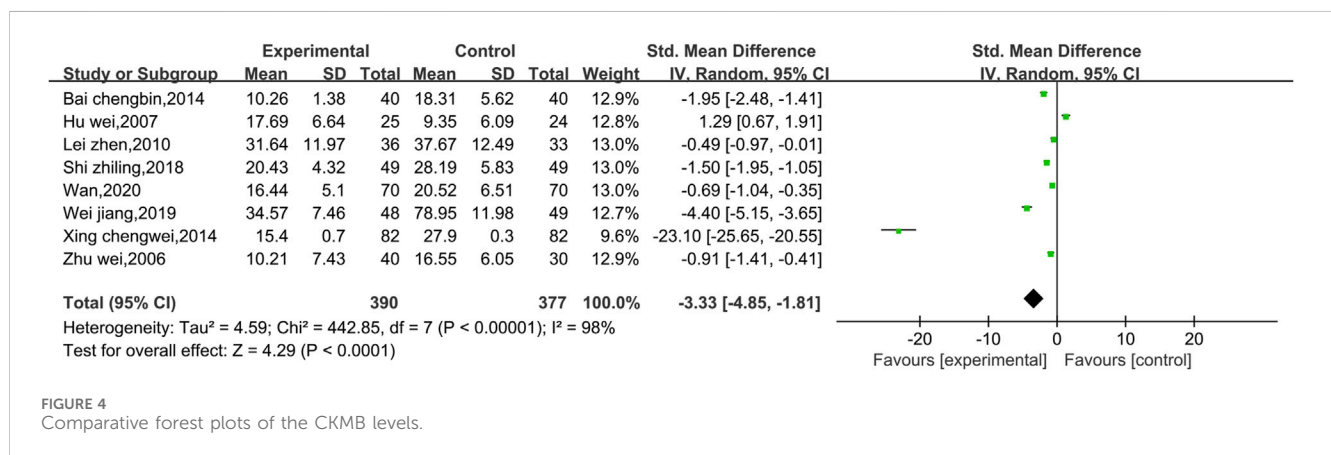 Experimental Control Std. Mean Difference Std. Mean Difference
Study or Subgroup Mean SD Total Mean SD Total Weight IV, Random, 95% CI IV, Random, 95% CI
Bai chengbin,2014 10.26 1.38 40 18.31 5.62 40 12.9% -1.95 [-2.48, -1.41]
Hu wei,2007 17.69 6.64 25 9.35 6.09 24 12.8% 1.29 [0.67, 1.91]
Lei zhen,2010 31.64 11.97 36 37.67 12.49 33 13.0% -0.49 [-0.97, -0.01]
Shi zhiling,2018 20.43 4.32 49 28.19 5.83 49 13.0% -1.50 [-1.95, -1.05]
Wan,2020 16.44 5.1 70 20.52 6.51 70 13.0% -0.69 [-1.04, -0.35]
Wei jiang,2019 34.57 7.46 48 78.95 11.98 49 12.7% -4.40 [-5.15, -3.65]
Xing chengwei,2014 15.4 0.7 82 27.9 0.3 82 9.6% -23.10 [-25.65, -20.55]
Zhu wei,2006 10.21 7.43 40 16.55 6.05 30 12.9% -0.91 [-1.41, -0.41]
Total (95% CI) 390 377 100.0% -3.33 [-4.85, -1.81]
Heterogeneity: Tau² = 4.59; Chi² = 442.85, df = 7 (P < 0.00001); I² = 98%
Test for overall effect: Z = 4.29 (P < 0.0001)
-20 -10 0 10 20
Favours [experimental] Favours [control]
FIGURE 4
Comparative forest plots of the CKMB levels.